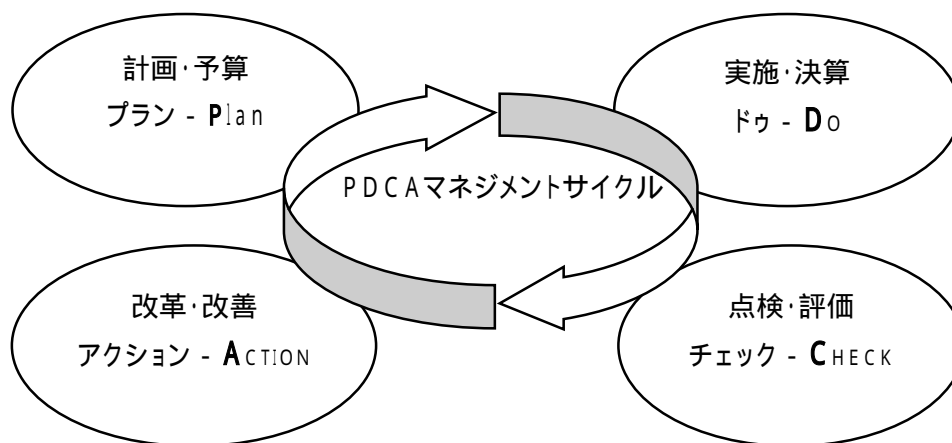 計画・予算
プラン - Plan
実施・決算
ドゥ - Do
PDCAマネジメントサイクル
改革・改善
アクション - ACTION
点検・評価
チェック - CHECK